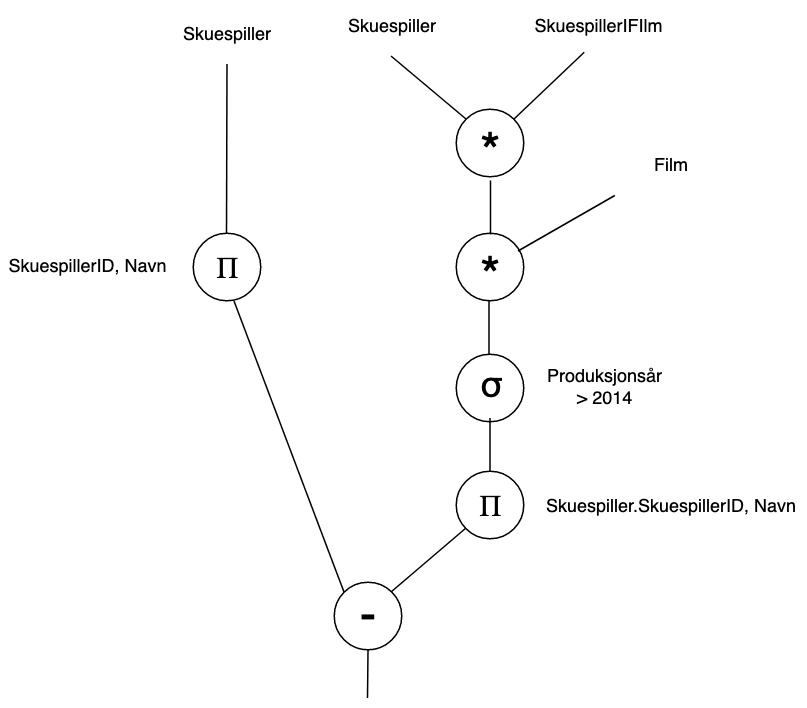 Skuespiller
Skuespiller
SkuespillerIFIlm
*
Film
SkuespillerID, Navn
Π
*
σ
Produksjonsår
> 2014
Π
Skuespiller.SkuespillerID, Navn
-